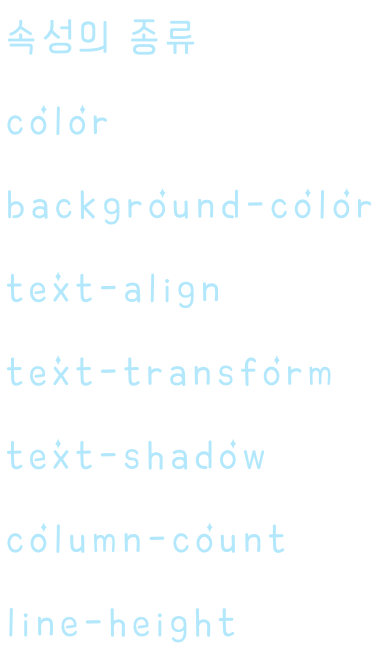 속성의 종류
color
background-color
text-align
text-transform
text-shadow
column-count
line-height